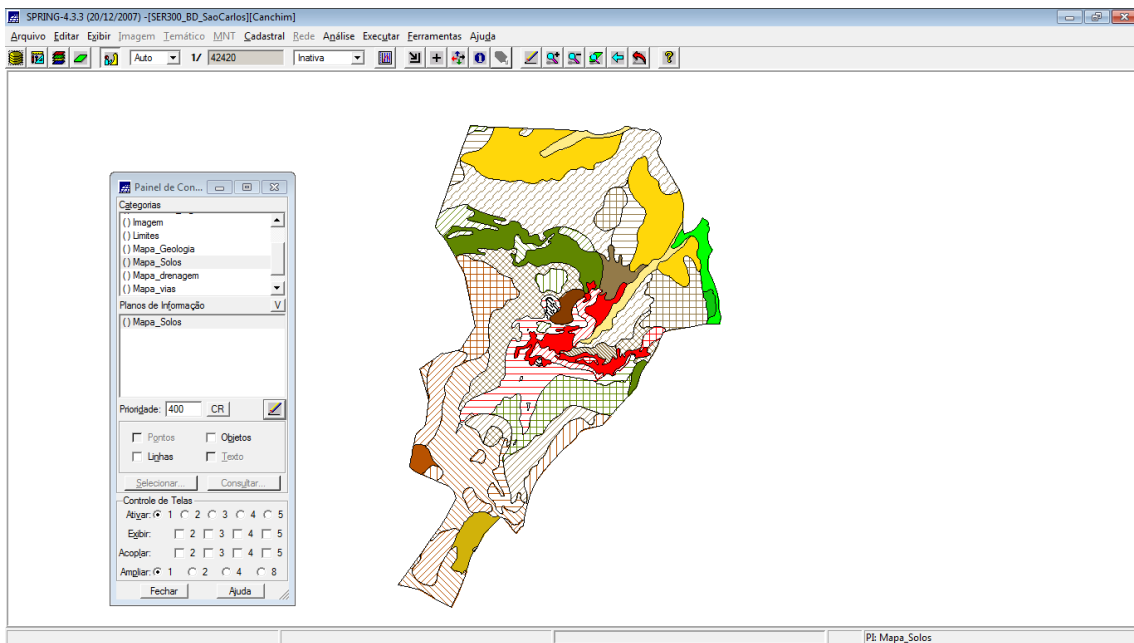 SPRING-4.3.3 (20/12/2007) -[SER300_BD_SaoCarlos][Canchim]
Arquivo Editar Exibir Imagem Temático MNT Cadastral Rede Análise Executar Ferramentas Ajuda
Auto 1/ 42420 Inativa
Painel de Con...
Categorias
() Imagem
() Limites
() Mapa_Geologia
() Mapa_Solos
() Mapa_drenagem
() Mapa_vias
Planos de Informação V
() Mapa_Solos
Prioridade: 400 CR
Pontos Objetos
Linhas Texto
Selecionar... Consultar...
Controle de Telas
Ativar: 1 2 3 4 5
Exibir: 2 3 4 5
Acoplar: 2 3 4 5
Ampliar: 1 2 4 8
Fechar Ajuda
PI: Mapa_Solos